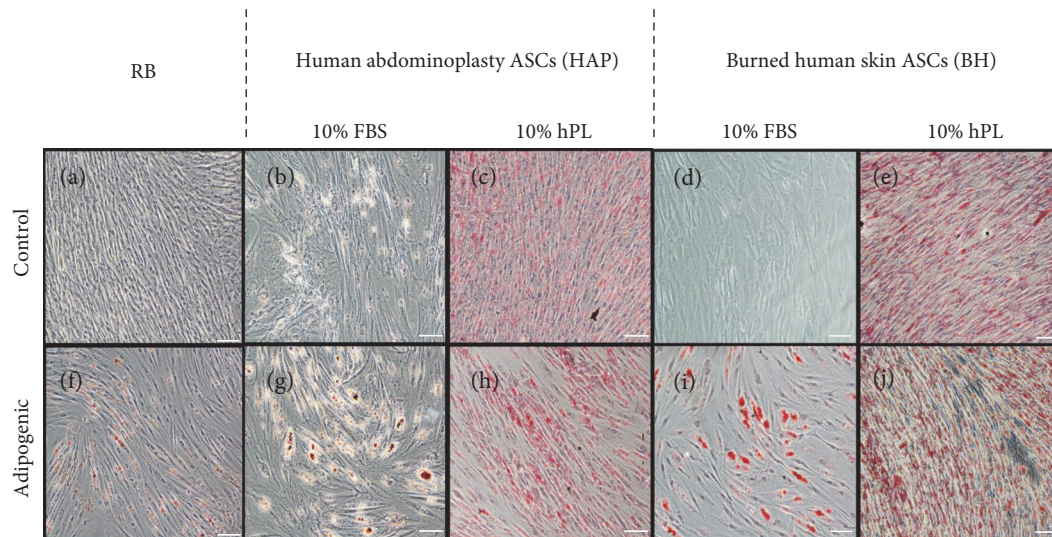 RB
Human abdominoplasty ASCs (HAP)
Burned human skin ASCs (BH)
10% FBS
10% hPL
10% FBS
10% hPL
Control
(a)
(b)
(c)
(d)
(e)
Adipogenic
(f)
(g)
(h)
(i)
(j)